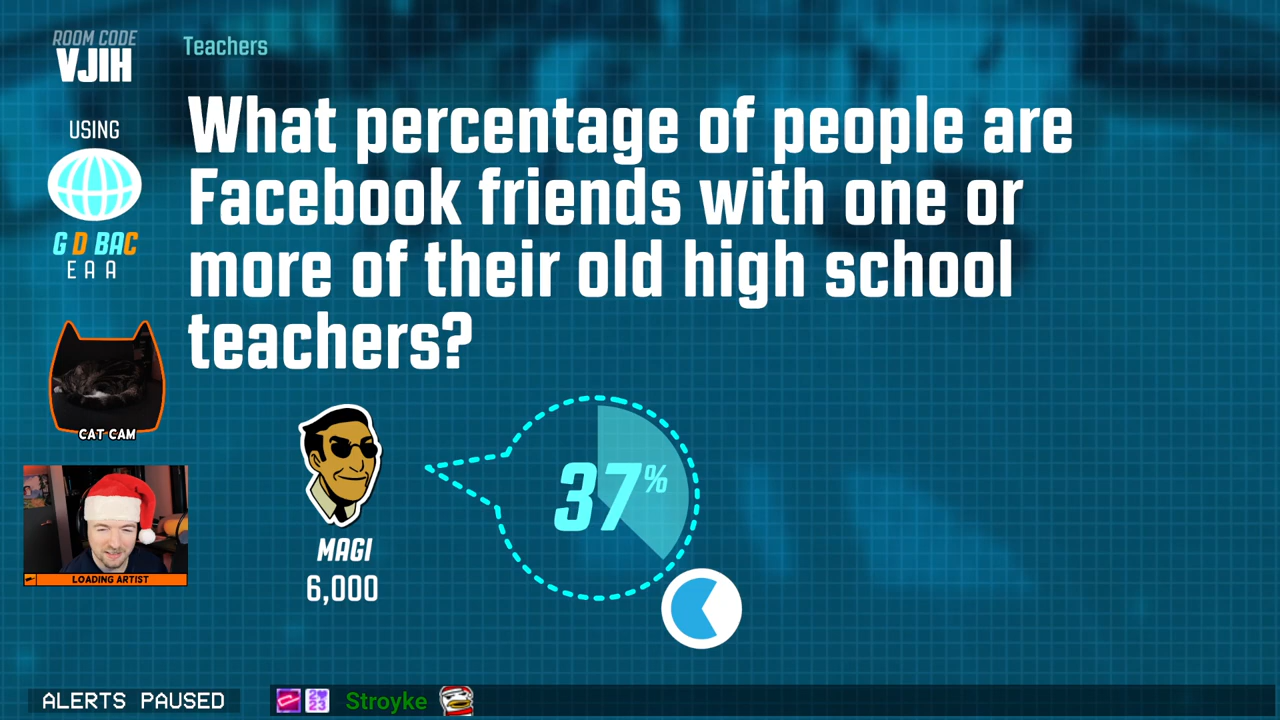 ROOM CODE
VJIH
Teachers
USING
G D BAC
E A A
What percentage of people are
Facebook friends with one or
more of their old high school
teachers?
37%
MAGI
6,000
CAT CAM
LOADING ARTIST
ALERTS PAUSED
2023
Stroyke